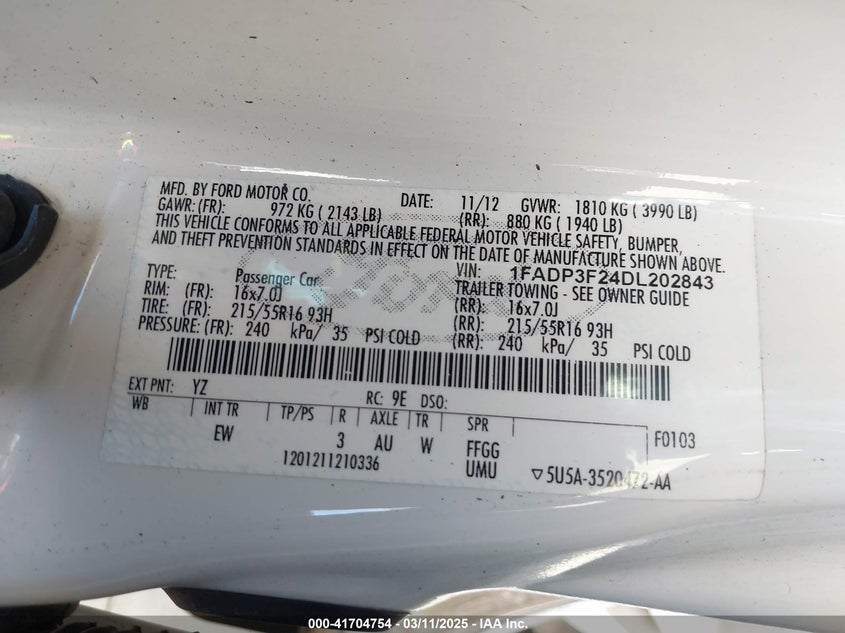 MFD. BY FORD MOTOR CO. DATE: 11/12 GVWR: 1810 KG ( 3990 LB)
GAWR: (FR): 972 KG ( 2143 LB) (RR): 880 KG ( 1940 LB)
THIS VEHICLE CONFORMS TO ALL APPLICABLE FEDERAL MOTOR VEHICLE SAFETY, BUMPER,
AND THEFT PREVENTION STANDARDS IN EFFECT ON THE DATE OF MANUFACTURE SHOWN ABOVE.
VIN: 1FADP3F24DL202843
TYPE: Passenger Car TRAILER TOWING - SEE OWNER GUIDE
RIM: (FR): 16x7.0J (RR): 16x7.0J
TIRE: (FR): 215/55R16 93H (RR): 215/55R16 93H
PRESSURE: (FR): 240 kPa/ 35 PSI COLD (RR): 240 kPa/ 35 PSI COLD
Ford
EXT PNT: YZ RC: 9E DSO:
WB INT TR TP/PS R AXLE TR SPR
EW 3 AU W FFGG F0103
1201211210336 UMU ▽5U5A-3520472-AA
000-41704754 / 03/11/2025 - © IAA Inc.